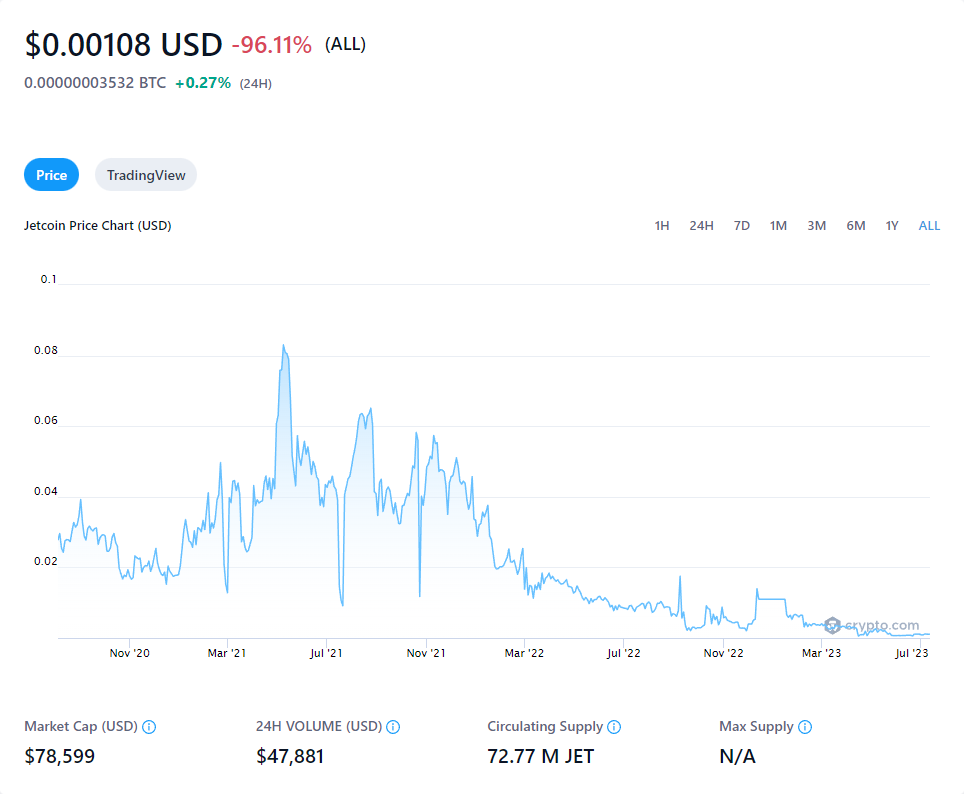 $0.00108 USD -96.11% (ALL)
0.00000003532 BTC +0.27% (24H)
Price TradingView
Jetcoin Price Chart (USD) 1H 24H 7D 1M 3M 6M 1Y ALL
0.1
0.08
0.06
0.04
0.02
crypto.com
Nov '20 Mar '21 Jul '21 Nov '21 Mar '22 Jul '22 Nov '22 Mar '23 Jul '23
Market Cap (USD) 24H VOLUME (USD) Circulating Supply Max Supply
$78,599 $47,881 72.77 M JET N/A